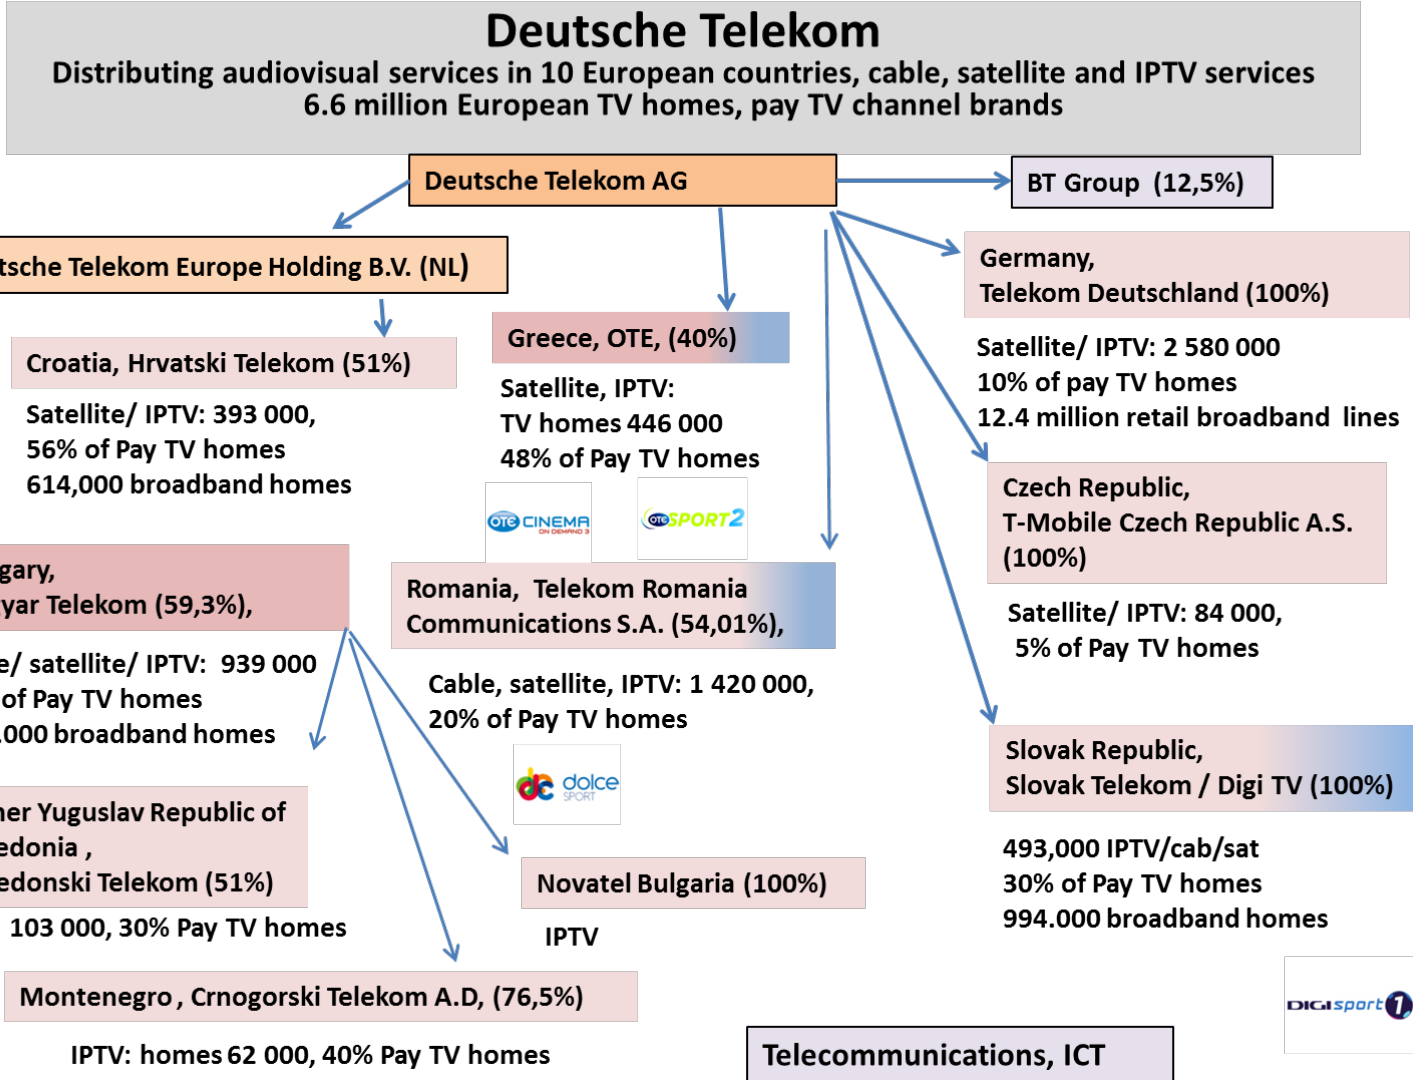 Deutsche Telekom
Distributing audiovisual services in 10 European countries, cable, satellite and IPTV services
6.6 million European TV homes, pay TV channel brands
Deutsche Telekom AG
BT Group (12,5%)
tsche Telekom Europe Holding B.V. (NL)
Germany,
Telekom Deutschland (100%)
Croatia, Hrvatski Telekom (51%)
Greece, OTE, (40%)
Satellite/ IPTV: 2 580 000
10% of pay TV homes
12.4 million retail broadband lines
Satellite/ IPTV: 393 000,
56% of Pay TV homes
614,000 broadband homes
Satellite, IPTV:
TV homes 446 000
48% of Pay TV homes
OTE CINEMA
ON DEMAND 3
OTE SPORT 2
Czech Republic,
T-Mobile Czech Republic A.S.
(100%)
Satellite/ IPTV: 84 000,
5% of Pay TV homes
gary,
yar Telekom (59,3%),
e/ satellite/ IPTV: 939 000
of Pay TV homes
.000 broadband homes
Romania, Telekom Romania
Communications S.A. (54,01%),
Cable, satellite, IPTV: 1 420 000,
20% of Pay TV homes
dolce
SPORT
Slovak Republic,
Slovak Telekom / Digi TV (100%)
493,000 IPTV/cab/sat
30% of Pay TV homes
994.000 broadband homes
ner Yuguslav Republic of
edonia ,
edonski Telekom (51%)
103 000, 30% Pay TV homes
Novatel Bulgaria (100%)
IPTV
Montenegro , Crnogorski Telekom A.D, (76,5%)
IPTV: homes 62 000, 40% Pay TV homes
DIGI sport 1
Telecommunications, ICT